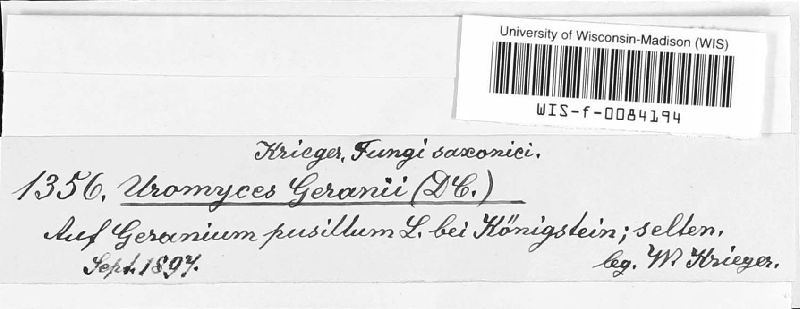 University of Wisconsin-Madison (WIS)
WIS-f-0084194
Krieger, Fungi saxonici.
1356. Uromyces Geranii (DC.)
Auf Geranium pusillum L. bei Königstein; selten.
Sept. 1897. leg. W. Krieger.